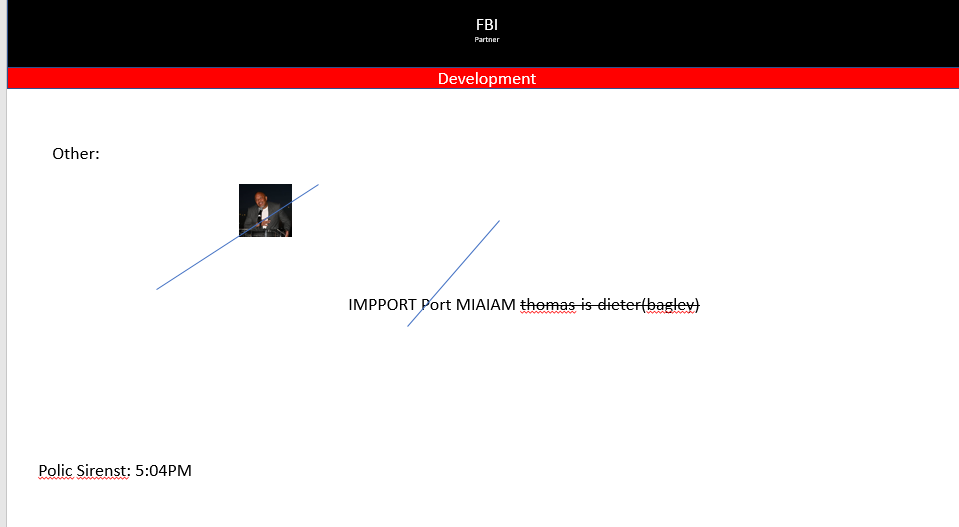 FBI
Partner
Development
Other:
IMPPORT Port MIAIAM thomas is dieter(bagley)
Polic Sirenst: 5:04PM